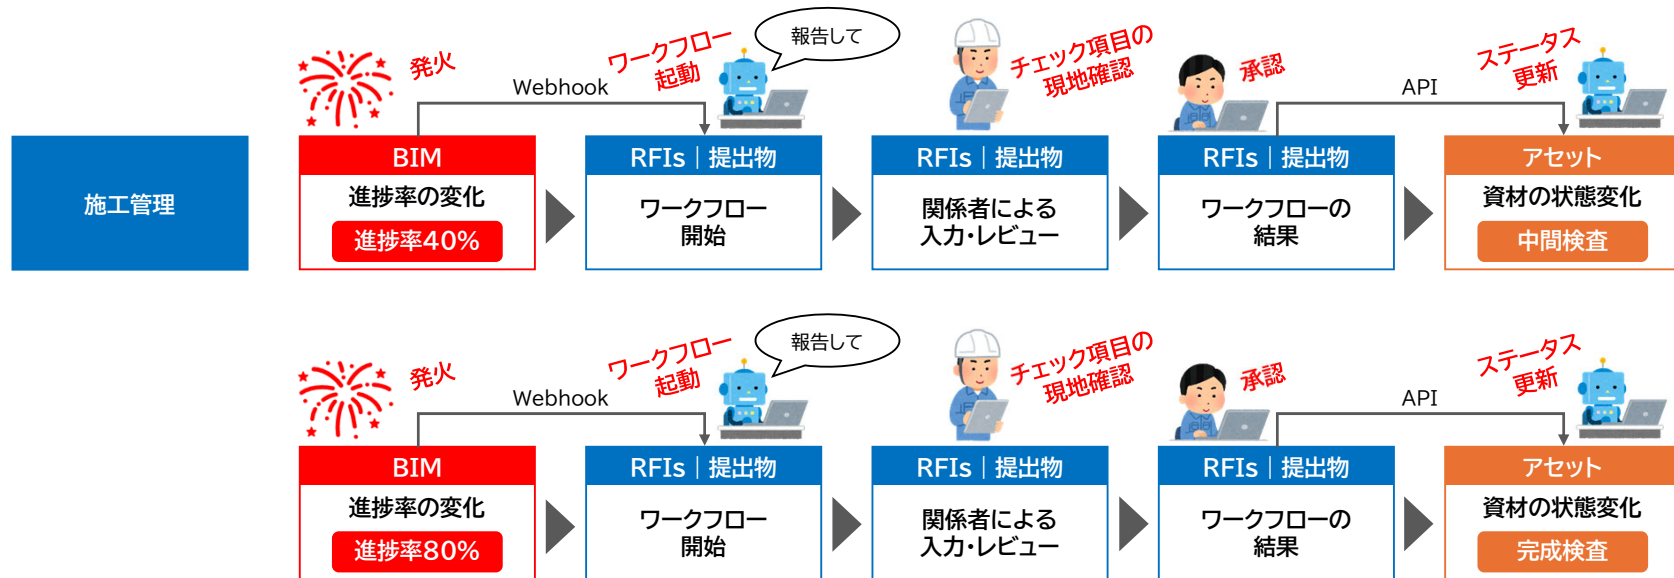 施工管理
発火
Webhook
ワークフロー
起動
報告して
チェック項目の
現地確認
承認
API
ステータス
更新
BIM
進捗率の変化
進捗率40%
RFIs｜提出物
ワークフロー
開始
RFIs｜提出物
関係者による
入力・レビュー
RFIs｜提出物
ワークフローの
結果
アセット
資材の状態変化
中間検査
発火
Webhook
ワークフロー
起動
報告して
チェック項目の
現地確認
承認
API
ステータス
更新
BIM
進捗率の変化
進捗率80%
RFIs｜提出物
ワークフロー
開始
RFIs｜提出物
関係者による
入力・レビュー
RFIs｜提出物
ワークフローの
結果
アセット
資材の状態変化
完成検査